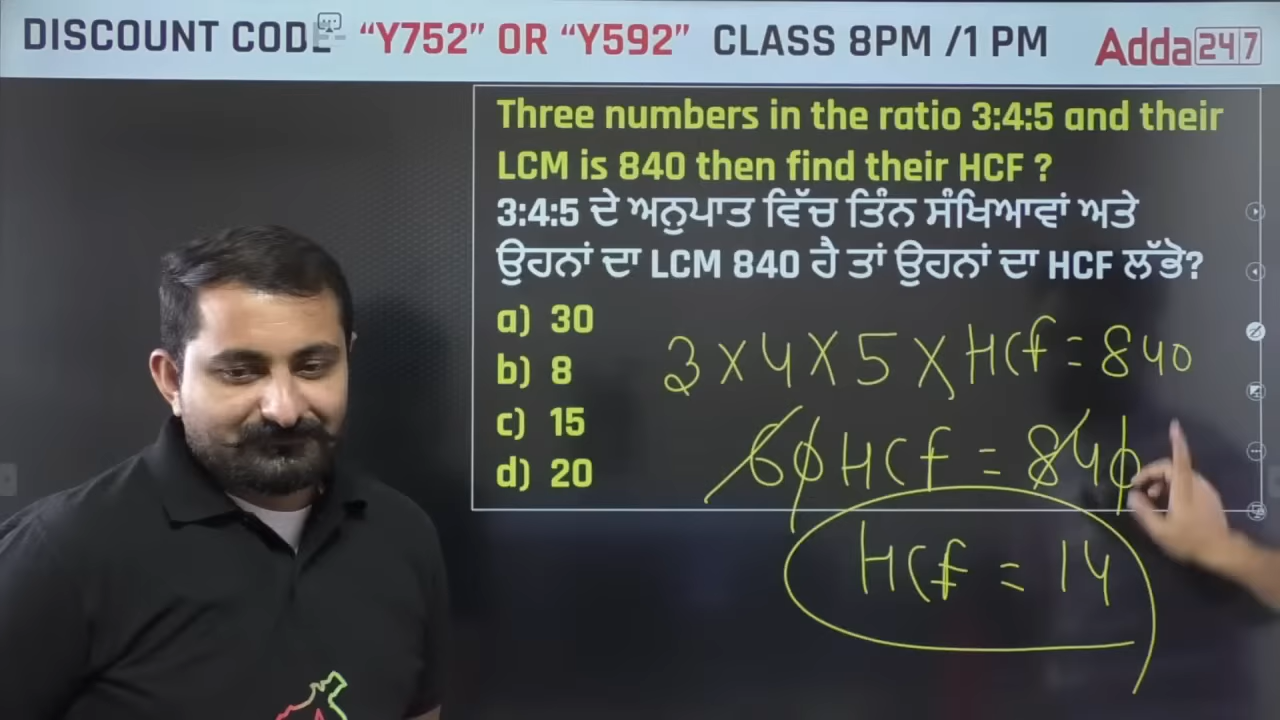 DISCOUNT CODE “Y752” OR “Y592” CLASS 8PM /1 PM Adda247
Three numbers in the ratio 3:4:5 and their
LCM is 840 then find their HCF ?
3:4:5 ਦੇ ਅਨੁਪਾਤ ਵਿੱਚ ਤਿੰਨ ਸੰਖਿਆਵਾਂ ਅਤੇ
ਉਹਨਾਂ ਦਾ LCM 840 ਹੈ ਤਾਂ ਉਹਨਾਂ ਦਾ HCF ਲੱਭੋ?
a) 30
b) 8
c) 15
d) 20
3 X 4 X 5 X HCf = 840
60 HCf = 840
HCf = 14